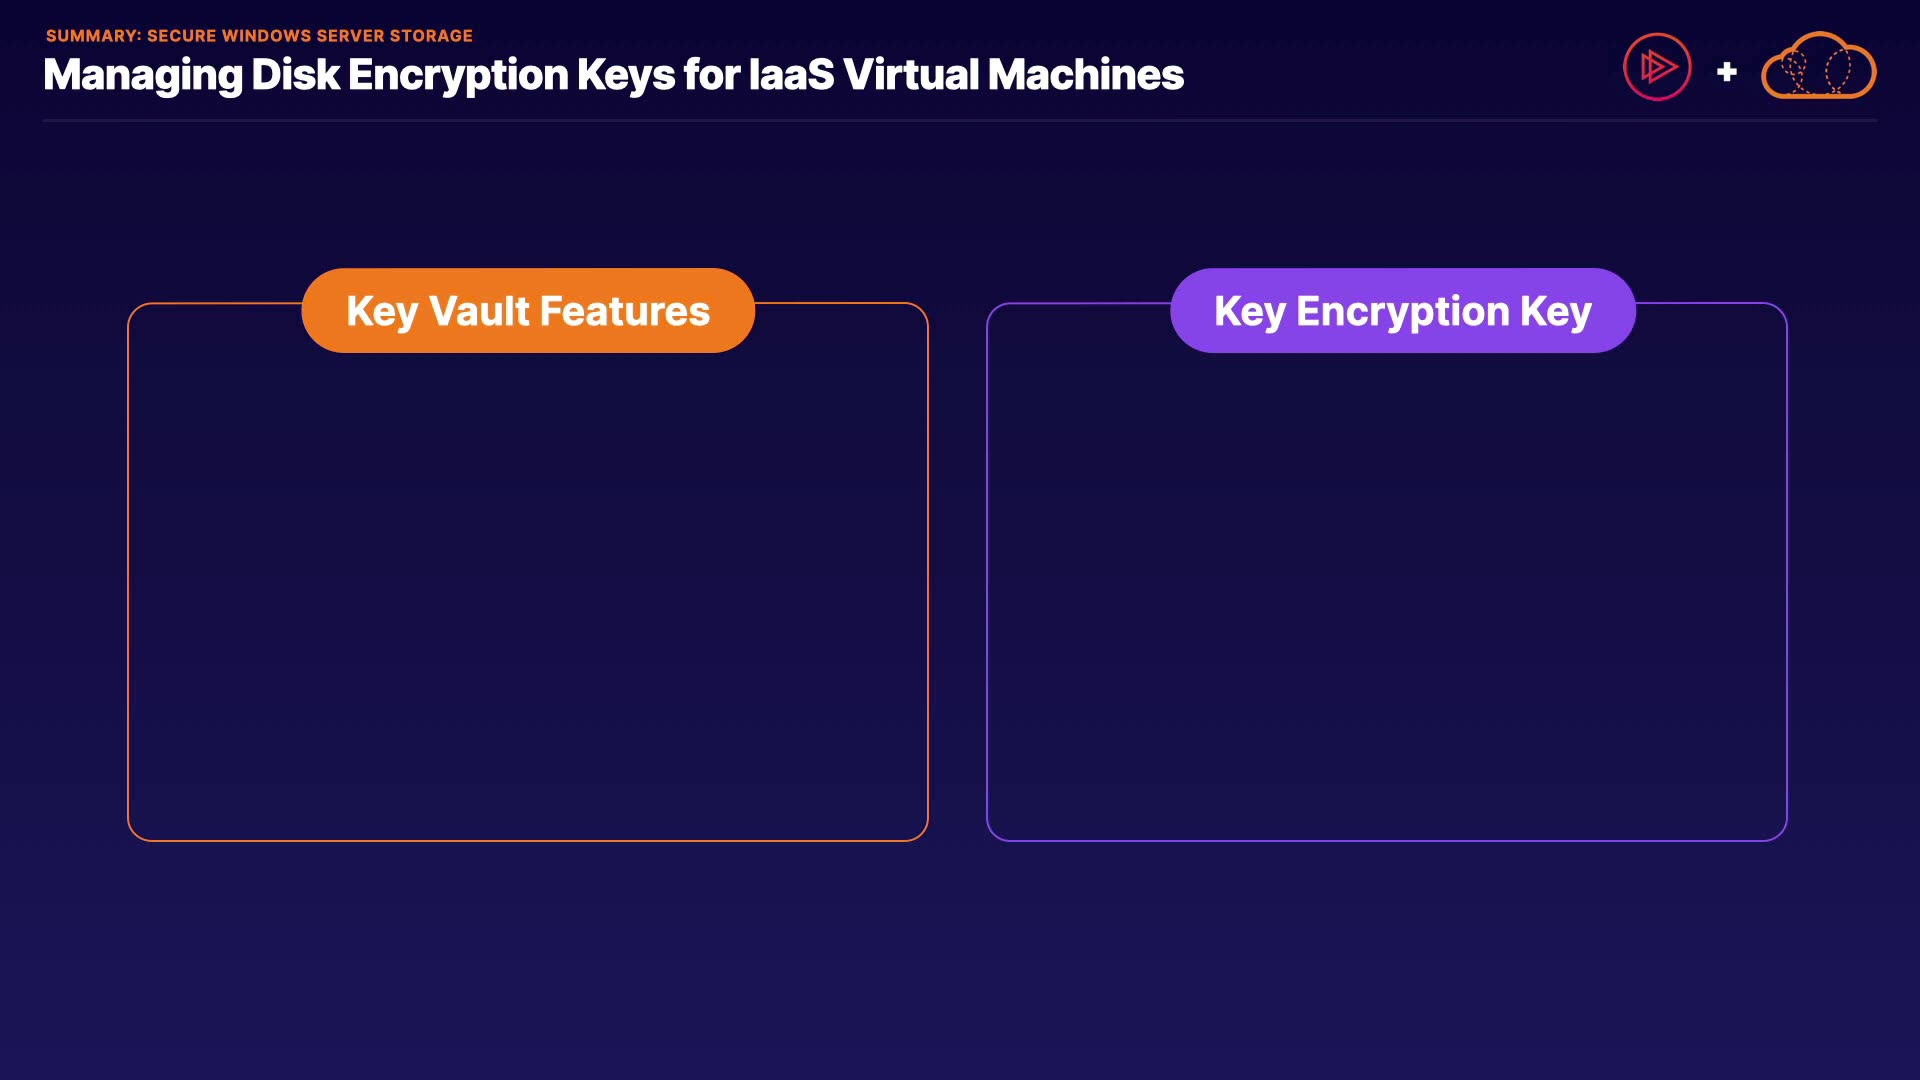 SUMMARY: SECURE WINDOWS SERVER STORAGE
Managing Disk Encryption Keys for IaaS Virtual Machines
+
Key Vault Features
Key Encryption Key